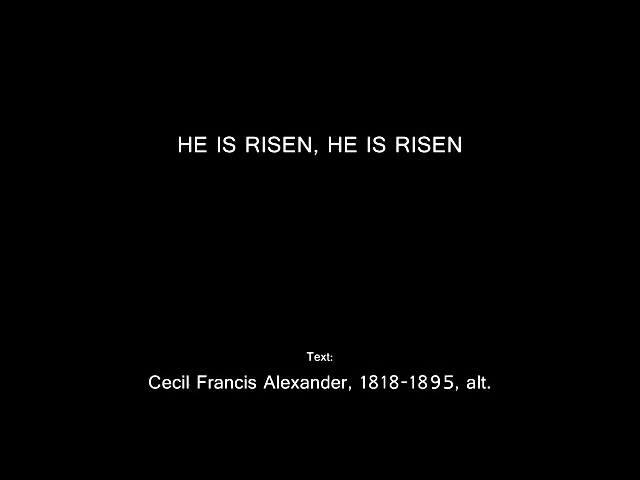 HE IS RISEN, HE IS RISEN
Text:
Cecil Francis Alexander, 1818-1895, alt.